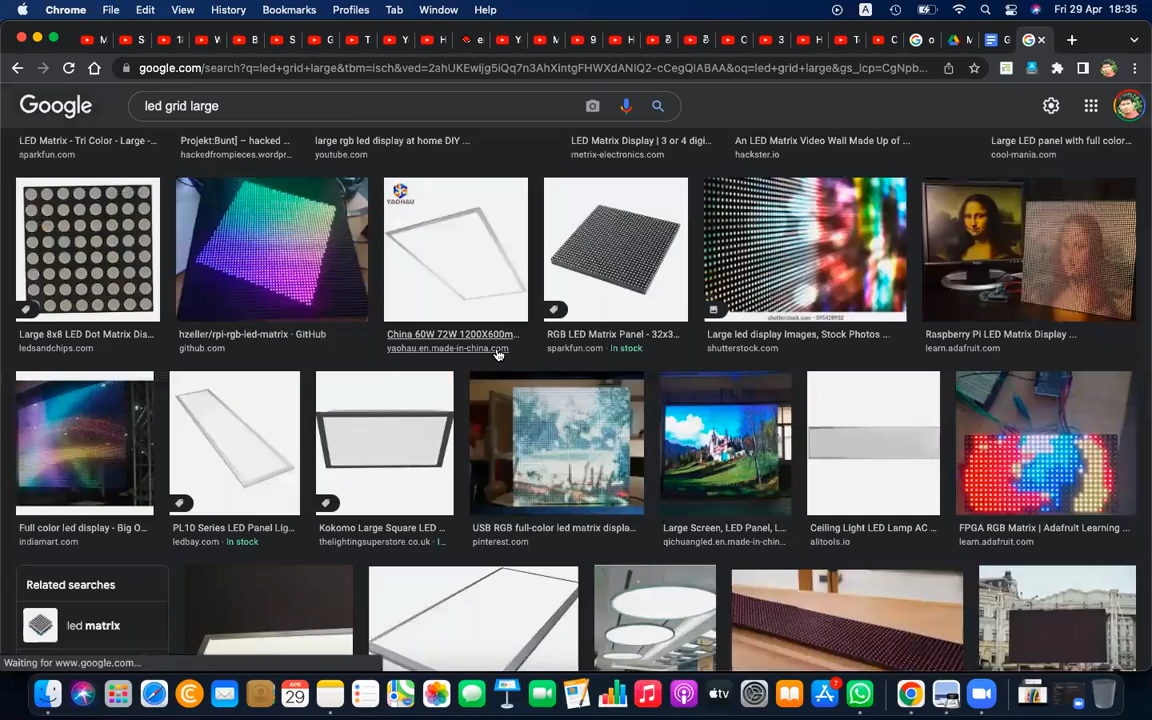 Chrome File Edit View History Bookmarks Profiles Tab Window Help A Fri 29 Apr 18:35
google.com/search?q=led+grid+large&tbm=isch&ved=2ahUKEwijg5iQq7n3AhXintgFHWXdANIQ2-cCegQIABAA&oq=led+grid+large&gs_lcp=CgNpb...
Google
led grid large
LED Matrix - Tri Color - Large -...
Projekt:Bunt] – hacked ...
large rgb led display at home DIY ...
LED Matrix Display | 3 or 4 digi...
An LED Matrix Video Wall Made Up of ...
Large LED panel with full color...
sparkfun.com
hackedfrompieces.wordpr...
youtube.com
metrix-electronics.com
hackster.io
cool-mania.com
YAOHAU
shutterstock.com · 595428932
Large 8x8 LED Dot Matrix Dis...
hzeller/rpi-rgb-led-matrix · GitHub
China 60W 72W 1200X600m...
RGB LED Matrix Panel - 32x3...
Large led display Images, Stock Photos ...
Raspberry Pi LED Matrix Display ...
ledsandchips.com
github.com
yaohau.en.made-in-china.com
sparkfun.com · In stock
shutterstock.com
learn.adafruit.com
Full color led display - Big O...
PL10 Series LED Panel Lig...
Kokomo Large Square LED ...
USB RGB full-color led matrix displa...
Large Screen, LED Panel, L...
Ceiling Light LED Lamp AC ...
FPGA RGB Matrix | Adafruit Learning ...
indiamart.com
ledbay.com · In stock
thelightingsuperstore.co.uk · I...
pinterest.com
qichuangled.en.made-in-chin...
alitools.io
learn.adafruit.com
Related searches
led matrix
Waiting for www.google.com...
APR
29
tv
7